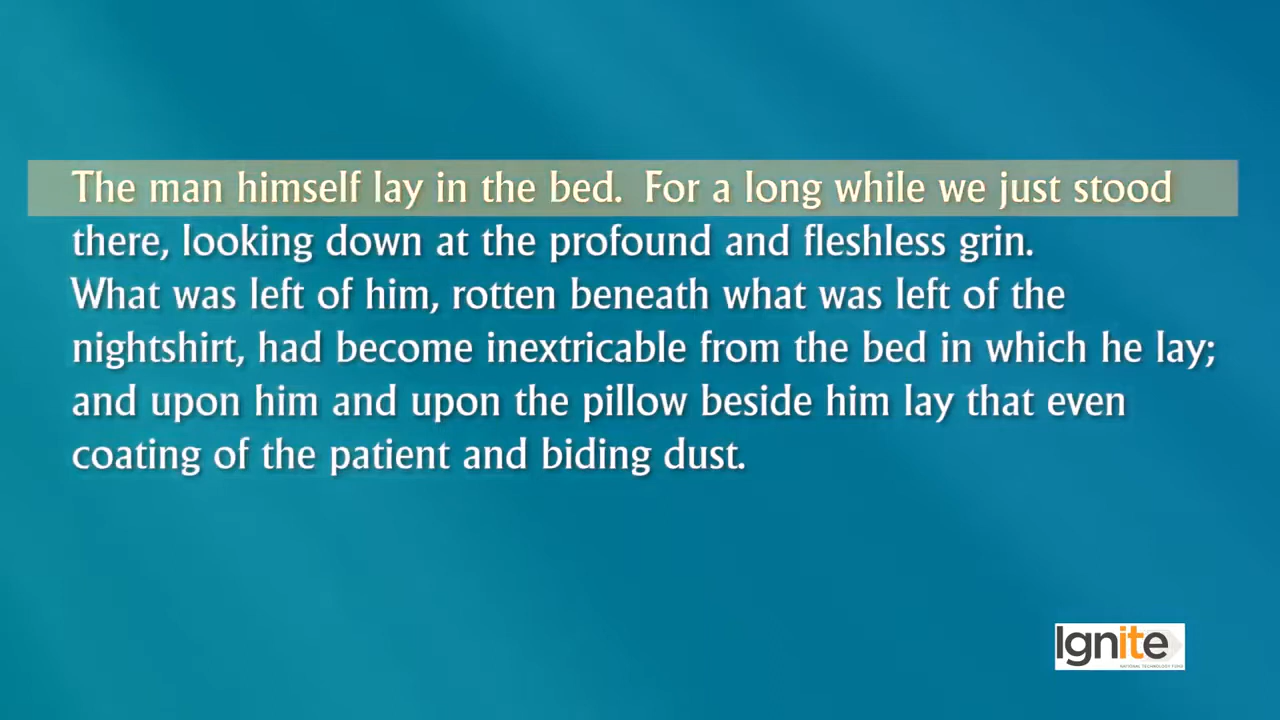 The man himself lay in the bed. For a long while we just stood
there, looking down at the profound and fleshless grin.
What was left of him, rotten beneath what was left of the
nightshirt, had become inextricable from the bed in which he lay;
and upon him and upon the pillow beside him lay that even
coating of the patient and biding dust.
Ignite
NATIONAL TECHNOLOGY FUND